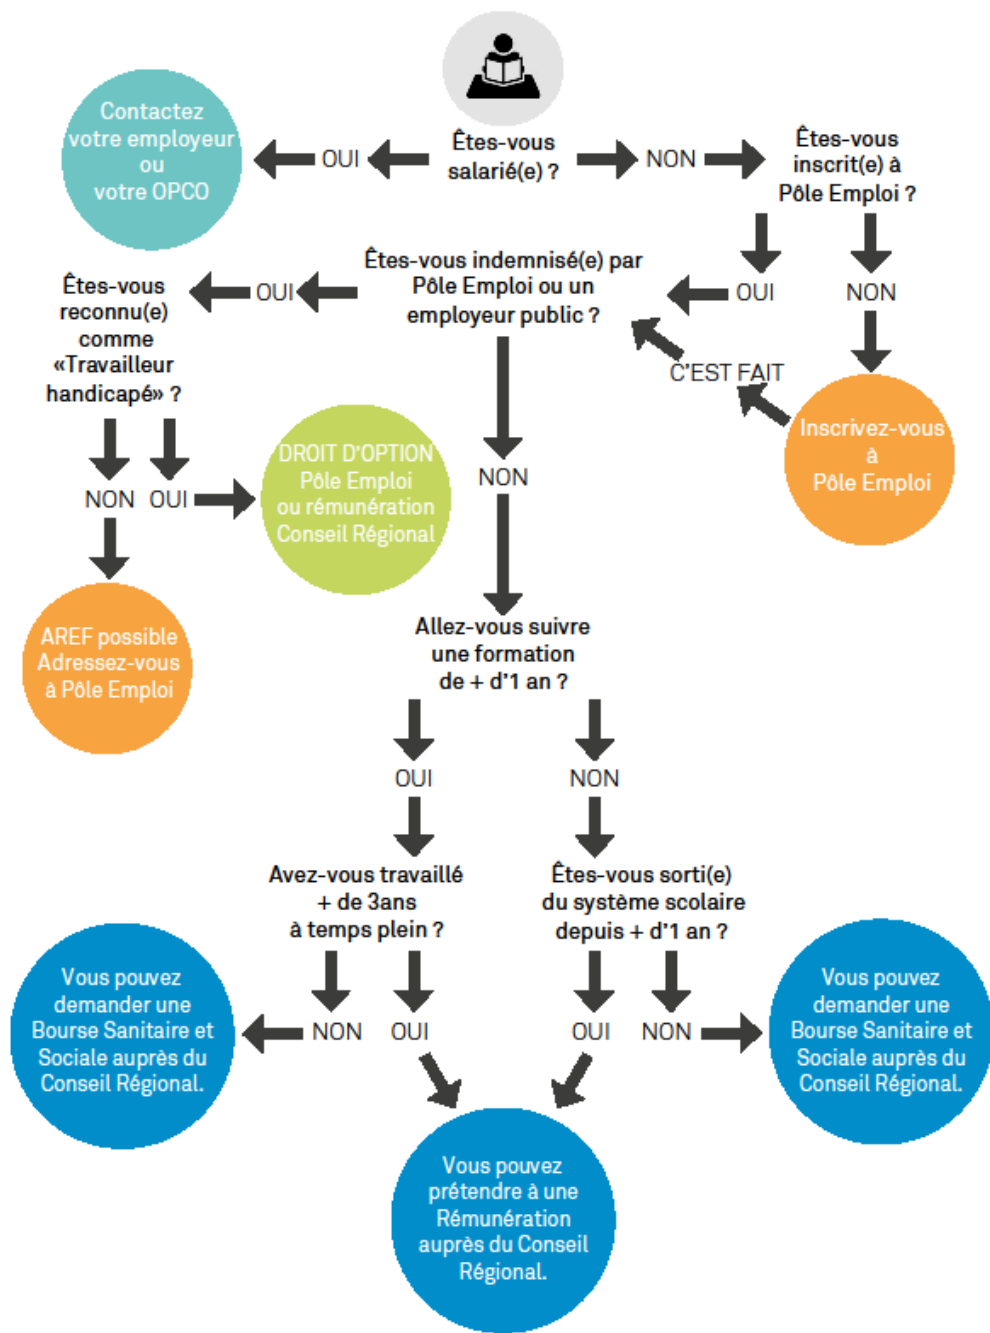 Êtes-vous
salarié(e) ?
OUI
Contactez
votre employeur
ou
votre OPCO
NON
Êtes-vous
inscrit(e) à
Pôle Emploi ?
OUI
NON
Inscrivez-vous
à
Pôle Emploi
C'EST FAIT
Êtes-vous indemnisé(e) par
Pôle Emploi ou un
employeur public ?
OUI
Êtes-vous
reconnu(e)
comme
«Travailleur
handicapé» ?
NON
OUI
DROIT D'OPTION
Pôle Emploi
ou rémunération
Conseil Régional
AREF possible
Adressez-vous
à Pôle Emploi
NON
Allez-vous suivre
une formation
de + d'1 an ?
OUI
NON
Avez-vous travaillé
+ de 3ans
à temps plein ?
Êtes-vous sorti(e)
du système scolaire
depuis + d'1 an ?
NON
OUI
OUI
NON
Vous pouvez
demander une
Bourse Sanitaire et
Sociale auprès du
Conseil Régional.
Vous pouvez
demander une
Bourse Sanitaire et
Sociale auprès du
Conseil Régional.
Vous pouvez
prétendre à une
Rémunération
auprès du Conseil
Régional.